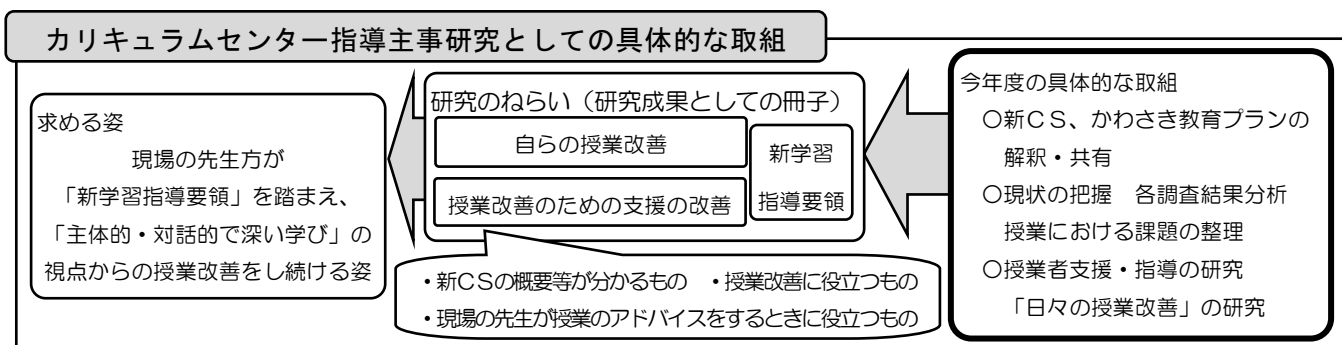 カリキュラムセンター指導主事研究としての具体的な取組
求める姿
現場の先生方が
「新学習指導要領」を踏まえ、
「主体的・対話的で深い学び」の
視点からの授業改善をし続ける姿
研究のねらい（研究成果としての冊子）
自らの授業改善
授業改善のための支援の改善
新学習
指導要領
・新ＣＳの概要等が分かるもの　・授業改善に役立つもの
・現場の先生が授業のアドバイスをするときに役立つもの
今年度の具体的な取組
〇新ＣＳ、かわさき教育プランの
解釈・共有
〇現状の把握　各調査結果分析
授業における課題の整理
〇授業者支援・指導の研究
「日々の授業改善」の研究